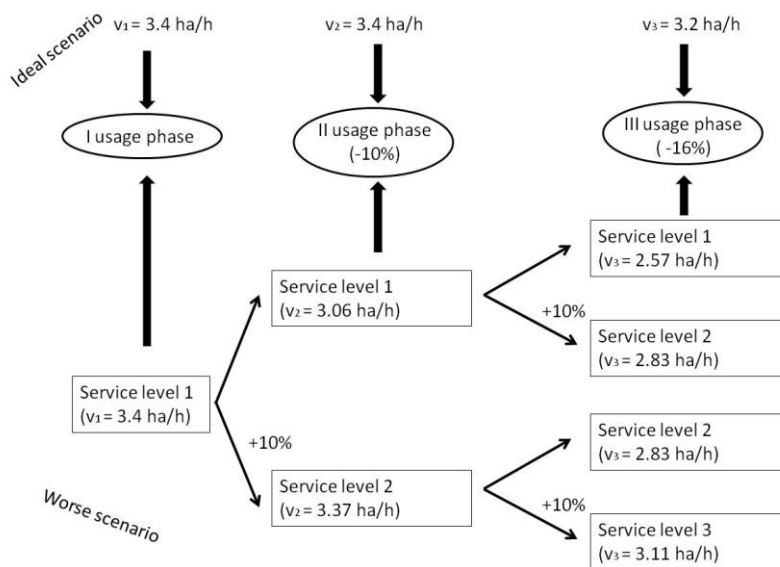 Ideal scenario
v₁ = 3.4 ha/h
v₂ = 3.4 ha/h
v₃ = 3.2 ha/h
I usage phase
II usage phase
(-10%)
III usage phase
( -16%)
Service level 1
(v₃ = 2.57 ha/h)
Service level 1
(v₂ = 3.06 ha/h)
+10%
Service level 2
(v₃ = 2.83 ha/h)
Service level 1
(v₁ = 3.4 ha/h)
+10%
Service level 2
(v₃ = 2.83 ha/h)
Service level 2
(v₂ = 3.37 ha/h)
+10%
Service level 3
(v₃ = 3.11 ha/h)
Worse scenario